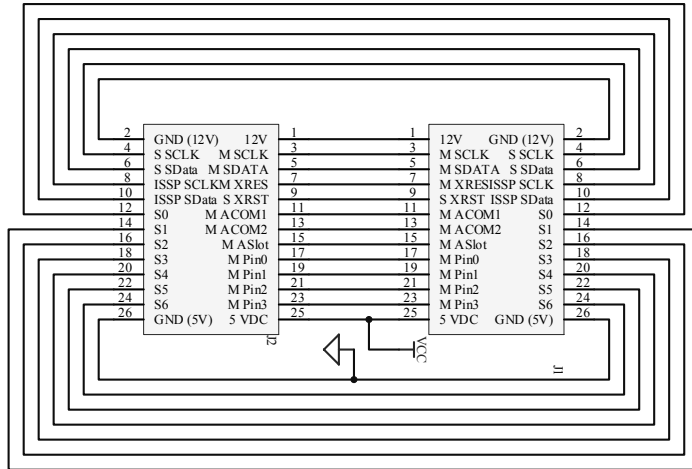 2 GND (12V) 12V 1 1 12V GND (12V) 2
4 S SCLK M SCLK 3 3 M SCLK S SCLK 4
6 S SData M SDATA 5 5 M SDATA S SData 6
8 ISSP SCLK M XRES 7 7 M XRES ISSP SCLK 8
10 ISSP SData S XRST 9 9 S XRST ISSP SData 10
12 S0 M ACOM1 11 11 M ACOM1 S0 12
14 S1 M ACOM2 13 13 M ACOM2 S1 14
16 S2 M ASlot 15 15 M ASlot S2 16
18 S3 M Pin0 17 17 M Pin0 S3 18
20 S4 M Pin1 19 19 M Pin1 S4 20
22 S5 M Pin2 21 21 M Pin2 S5 22
24 S6 M Pin3 23 23 M Pin3 S6 24
26 GND (5V) 5 VDC 25 25 5 VDC GND (5V) 26
J2
VCC
J1